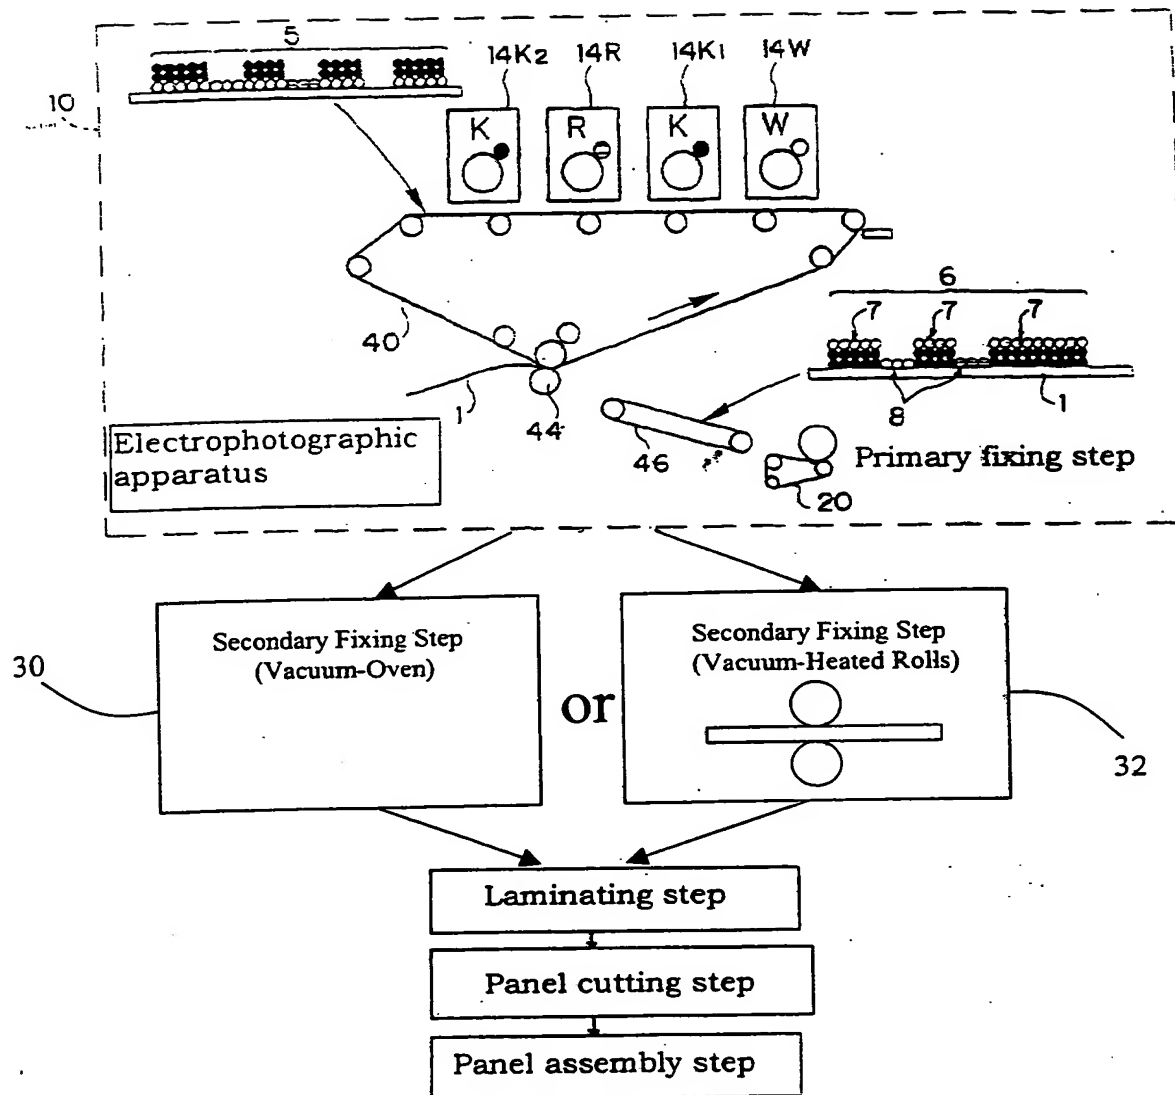 5
14K2 14R 14K1 14W
10
K R K W
6
7 7 7
40
1
44
46
8
1
Electrophotographic
apparatus
Primary fixing step
20
Secondary Fixing Step
(Vacuum-Oven)
30
or
Secondary Fixing Step
(Vacuum-Heated Rolls)
32
Laminating step
Panel cutting step
Panel assembly step